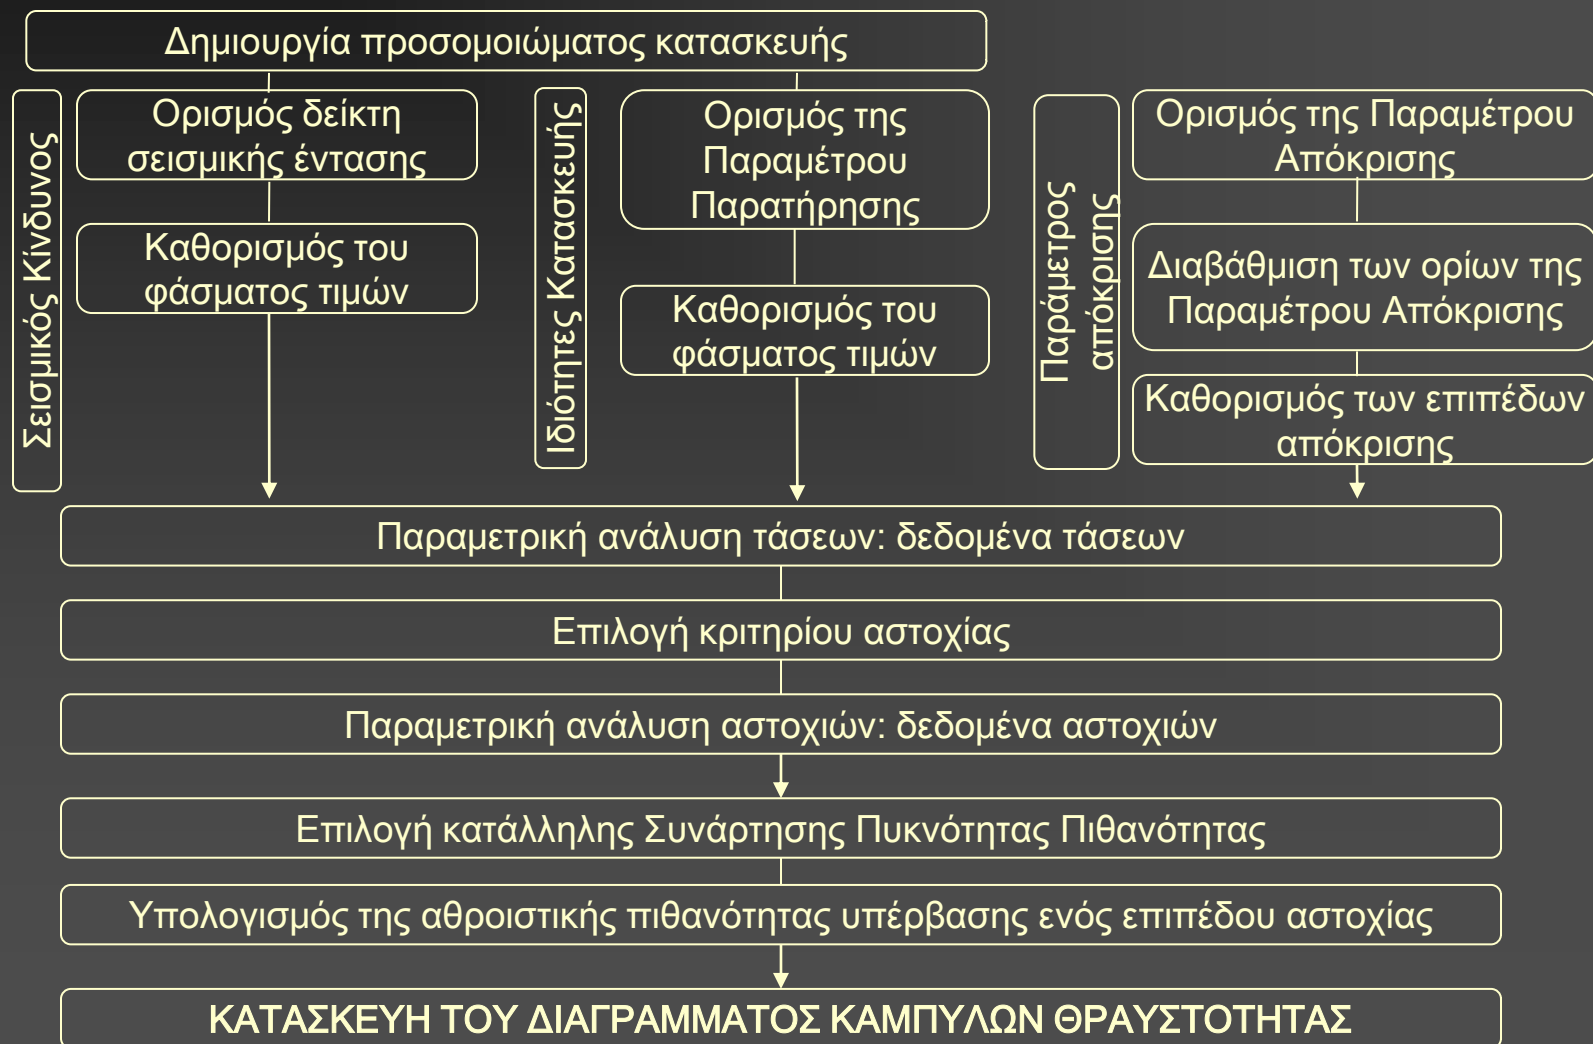 Δημιουργία προσομοιώματος κατασκευής
Σεισμικός Κίνδυνος
Ορισμός δείκτη
σεισμικής έντασης
Καθορισμός του
φάσματος τιμών
Ιδιότητες Κατασκευής
Ορισμός της
Παραμέτρου
Παρατήρησης
Καθορισμός του
φάσματος τιμών
Παράμετρος
απόκρισης
Ορισμός της Παραμέτρου
Απόκρισης
Διαβάθμιση των ορίων της
Παραμέτρου Απόκρισης
Καθορισμός των επιπέδων
απόκρισης
Παραμετρική ανάλυση τάσεων: δεδομένα τάσεων
Επιλογή κριτηρίου αστοχίας
Παραμετρική ανάλυση αστοχιών: δεδομένα αστοχιών
Επιλογή κατάλληλης Συνάρτησης Πυκνότητας Πιθανότητας
Υπολογισμός της αθροιστικής πιθανότητας υπέρβασης ενός επιπέδου αστοχίας
ΚΑΤΑΣΚΕΥΗ ΤΟΥ ΔΙΑΓΡΑΜΜΑΤΟΣ ΚΑΜΠΥΛΩΝ ΘΡΑΥΣΤΟΤΗΤΑΣ